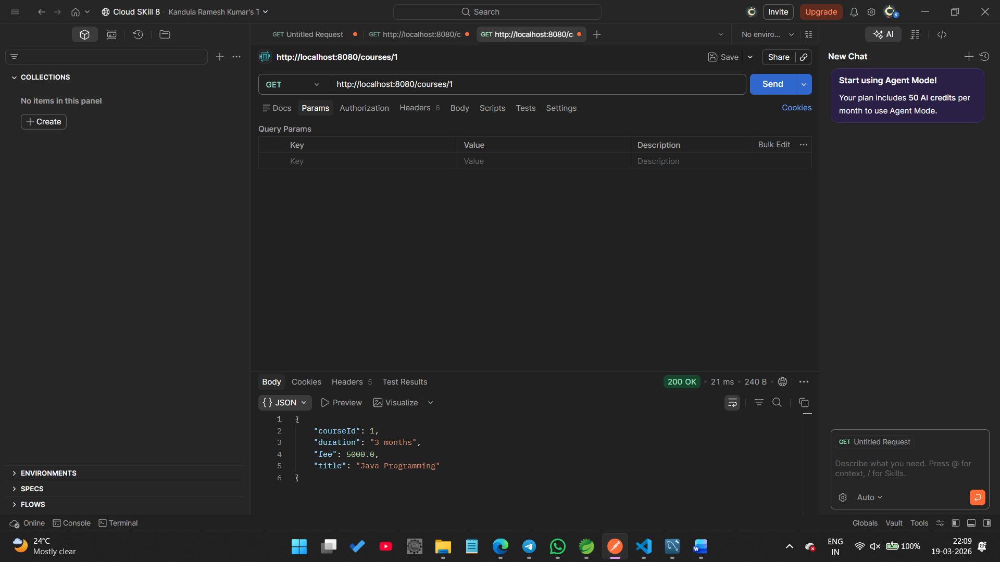 Cloud SKill 8 · Kandula Ramesh Kumar's T
Search
Invite
Upgrade
K
GET Untitled Request
GET http://localhost:8080/c
GET http://localhost:8080/c
No enviro...
AI
HTTP http://localhost:8080/courses/1
Save
Share
New Chat
COLLECTIONS
No items in this panel
Create
GET
http://localhost:8080/courses/1
Send
Start using Agent Mode!
Your plan includes 50 AI credits per
month to use Agent Mode.
Docs
Params
Authorization
Headers 6
Body
Scripts
Tests
Settings
Cookies
Query Params
Key
Value
Description
Bulk Edit
Key
Value
Description
Body
Cookies
Headers 5
Test Results
200 OK • 21 ms • 240 B
{} JSON
Preview
Visualize
1 {
2 "courseId": 1,
3 "duration": "3 months",
4 "fee": 5000.0,
5 "title": "Java Programming"
6 }
GET Untitled Request
Describe what you need. Press @ for
context, / for Skills.
Auto
ENVIRONMENTS
SPECS
FLOWS
Online
Console
Terminal
Globals
Vault
Tools
24°C
Mostly clear
W
ENG
IN
100%
22:09
19-03-2026